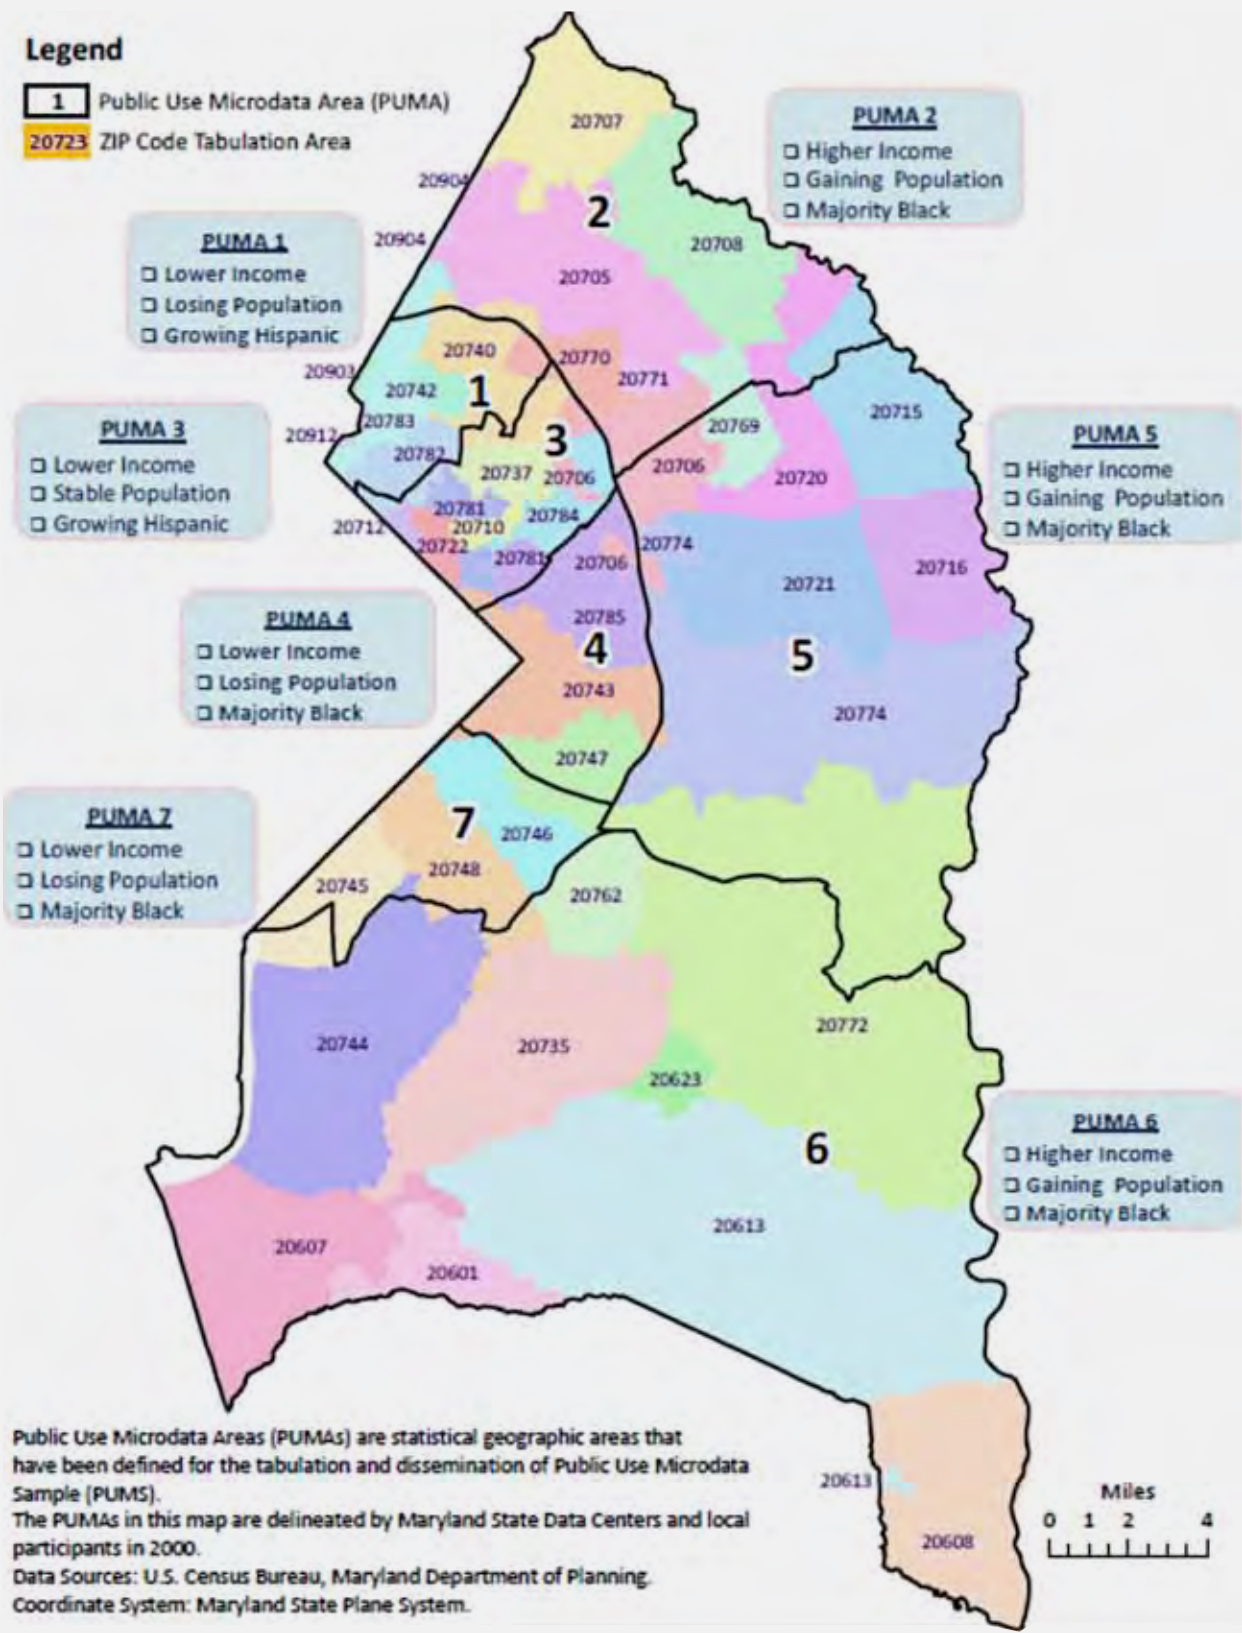 Legend
1 Public Use Microdata Area (PUMA)
20723 ZIP Code Tabulation Area
PUMA 2
❑ Higher Income
❑ Gaining Population
❑ Majority Black
PUMA 1
❑ Lower Income
❑ Losing Population
❑ Growing Hispanic
PUMA 3
❑ Lower Income
❑ Stable Population
❑ Growing Hispanic
PUMA 5
❑ Higher Income
❑ Gaining Population
❑ Majority Black
PUMA 4
❑ Lower Income
❑ Losing Population
❑ Majority Black
PUMA 7
❑ Lower Income
❑ Losing Population
❑ Majority Black
PUMA 6
❑ Higher Income
❑ Gaining Population
❑ Majority Black
20707
20904
2
20904
20708
20705
20740
20770
20903
20742
1
20771
20783
20715
20912
3
20769
20782
20737
20706
20706
20720
20781
20712
20710
20784
20722
20781
20706
20774
20716
20721
20785
4
5
20743
20774
20747
7
20746
20748
20745
20762
20772
20744
20735
20623
6
20613
20607
20601
20613
20608
Public Use Microdata Areas (PUMAs) are statistical geographic areas that
have been defined for the tabulation and dissemination of Public Use Microdata
Sample (PUMS).
The PUMAs in this map are delineated by Maryland State Data Centers and local
participants in 2000.
Data Sources: U.S. Census Bureau, Maryland Department of Planning.
Coordinate System: Maryland State Plane System.
Miles
0 1 2 4